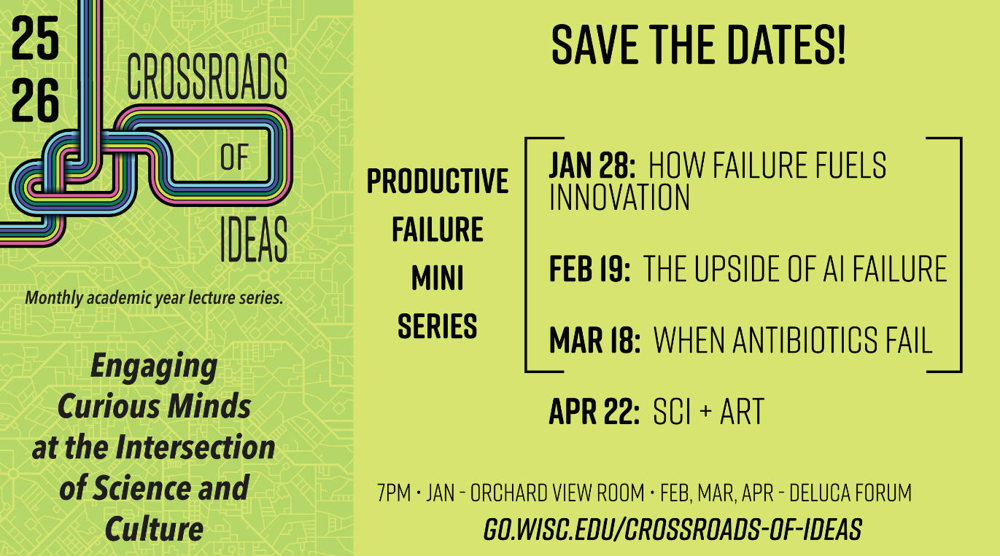 25
26
CROSSROADS
OF
IDEAS
Monthly academic year lecture series.
Engaging
Curious Minds
at the Intersection
of Science and
Culture
SAVE THE DATES!
PRODUCTIVE
FAILURE
MINI
SERIES
JAN 28: HOW FAILURE FUELS
INNOVATION
FEB 19: THE UPSIDE OF AI FAILURE
MAR 18: WHEN ANTIBIOTICS FAIL
APR 22: SCI + ART
7PM • JAN - ORCHARD VIEW ROOM • FEB, MAR, APR - DELUCA FORUM
GO.WISC.EDU/CROSSROADS-OF-IDEAS